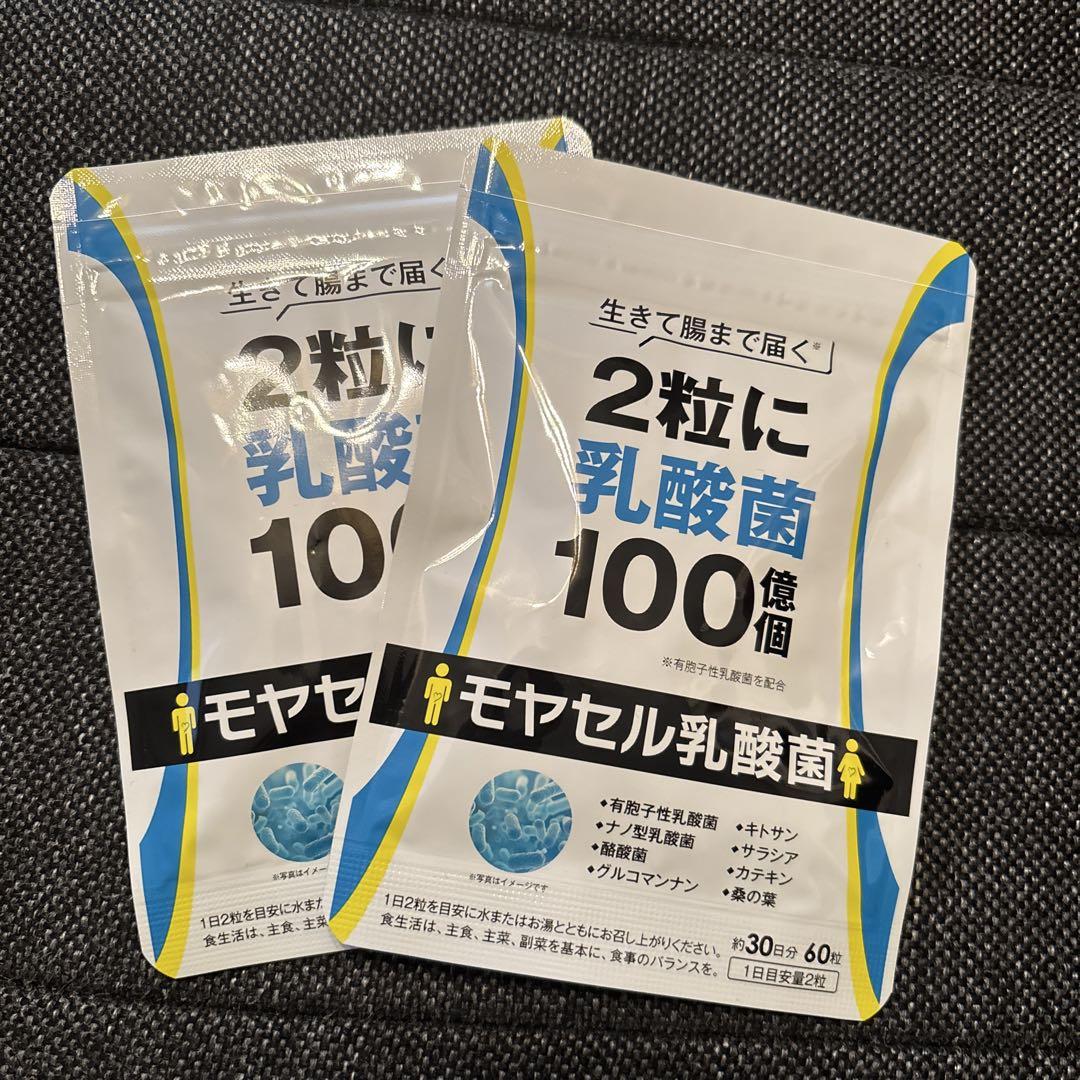 生きて腸まで届く
2粒に
乳酸
10
モヤセ
※写真はイメージ
1日2粒を目安に水また
食生活は、主食、主菜
生きて腸まで届く※
2粒に
乳酸菌
100億個
※有胞子性乳酸菌を配合
モヤセル乳酸菌
◆有胞子性乳酸菌
◆ナノ型乳酸菌
◆酪酸菌
◆グルコマンナン
◆キトサン
◆サラシア
◆カテキン
◆桑の葉
※写真はイメージです
1日2粒を目安に水またはお湯とともにお召し上がりください。
食生活は、主食、主菜、副菜を基本に、食事のバランスを。
約30日分 60粒
1日目安量2粒